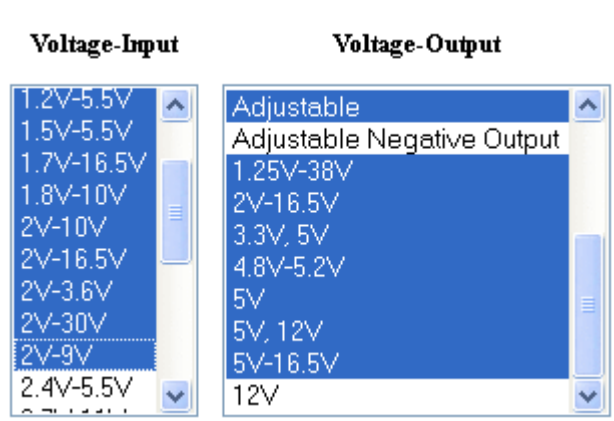 Voltage-Input
1.2V-5.5V
1.5V-5.5V
1.7V-16.5V
1.8V-10V
2V-10V
2V-16.5V
2V-3.6V
2V-30V
2V-9V
2.4V-5.5V
Voltage-Output
Adjustable
Adjustable Negative Output
1.25V-38V
2V-16.5V
3.3V, 5V
4.8V-5.2V
5V
5V, 12V
5V-16.5V
12V